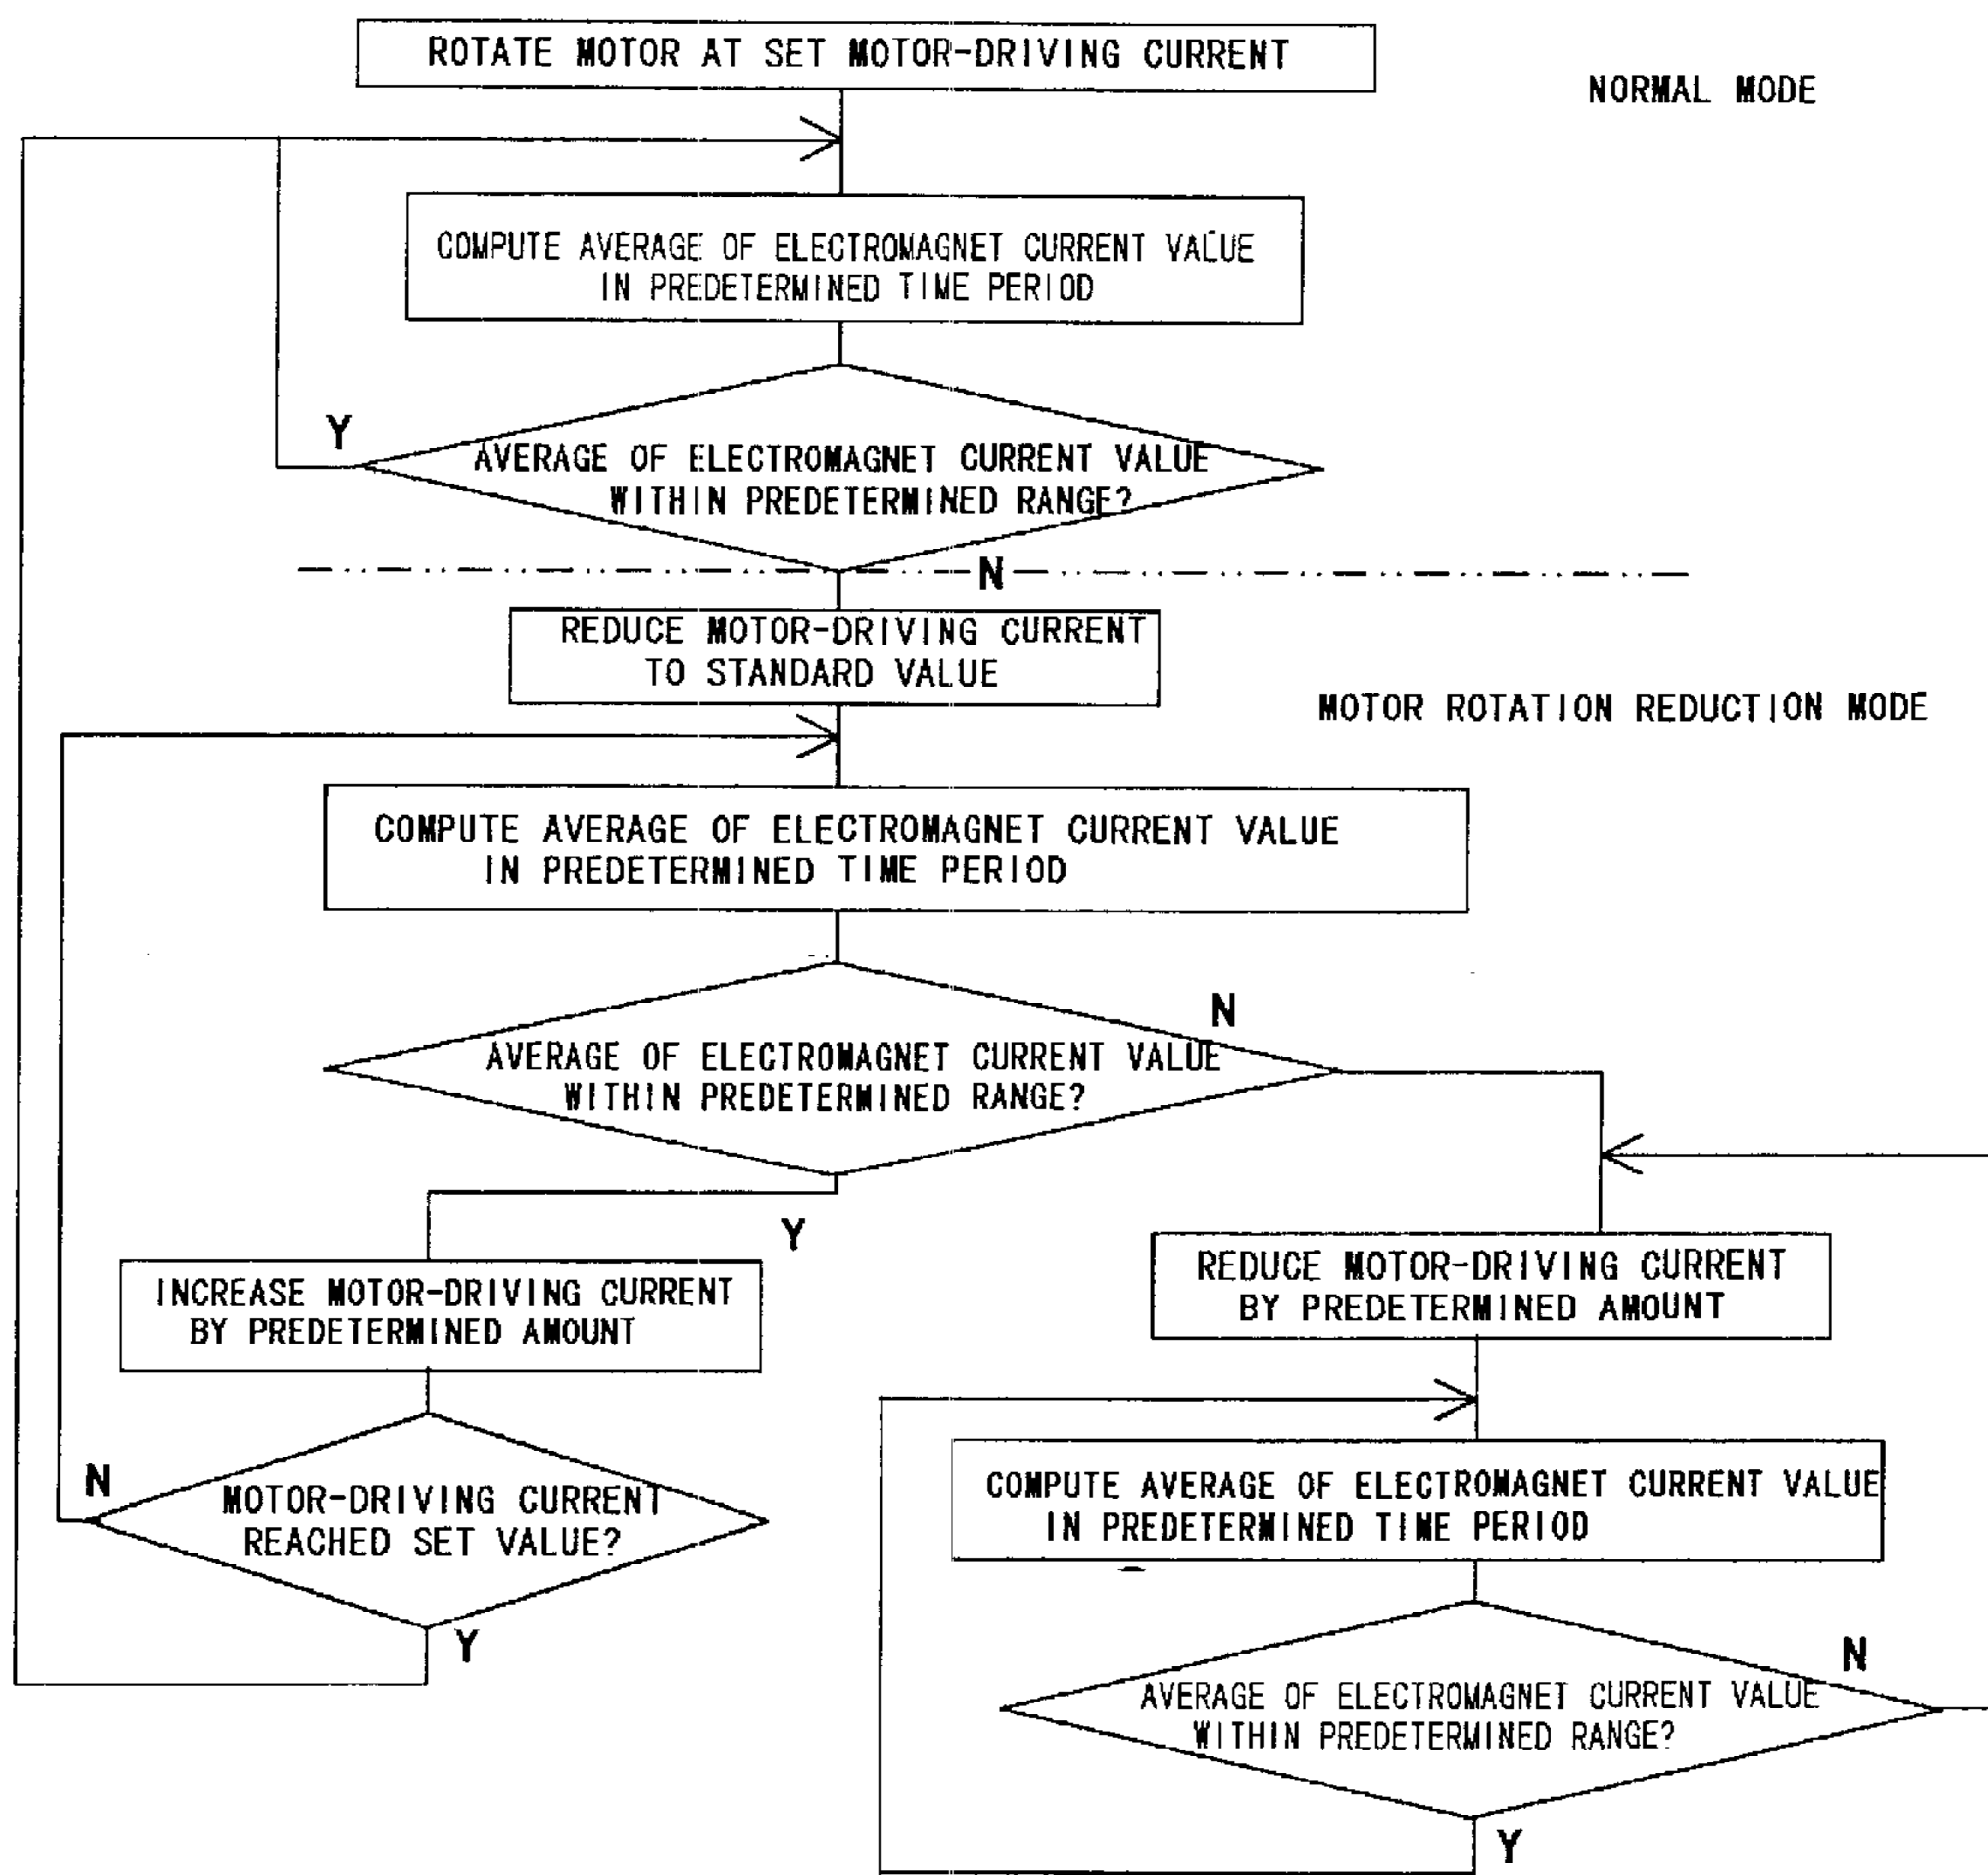 ROTATE MOTOR AT SET MOTOR-DRIVING CURRENT
NORMAL MODE
COMPUTE AVERAGE OF ELECTROMAGNET CURRENT VALUE
IN PREDETERMINED TIME PERIOD
Y
AVERAGE OF ELECTROMAGNET CURRENT VALUE
WITHIN PREDETERMINED RANGE?
N
REDUCE MOTOR-DRIVING CURRENT
TO STANDARD VALUE
MOTOR ROTATION REDUCTION MODE
COMPUTE AVERAGE OF ELECTROMAGNET CURRENT VALUE
IN PREDETERMINED TIME PERIOD
N
AVERAGE OF ELECTROMAGNET CURRENT VALUE
WITHIN PREDETERMINED RANGE?
Y
INCREASE MOTOR-DRIVING CURRENT
BY PREDETERMINED AMOUNT
REDUCE MOTOR-DRIVING CURRENT
BY PREDETERMINED AMOUNT
N
MOTOR-DRIVING CURRENT
REACHED SET VALUE?
Y
COMPUTE AVERAGE OF ELECTROMAGNET CURRENT VALUE
IN PREDETERMINED TIME PERIOD
N
AVERAGE OF ELECTROMAGNET CURRENT VALUE
WITHIN PREDETERMINED RANGE?
Y